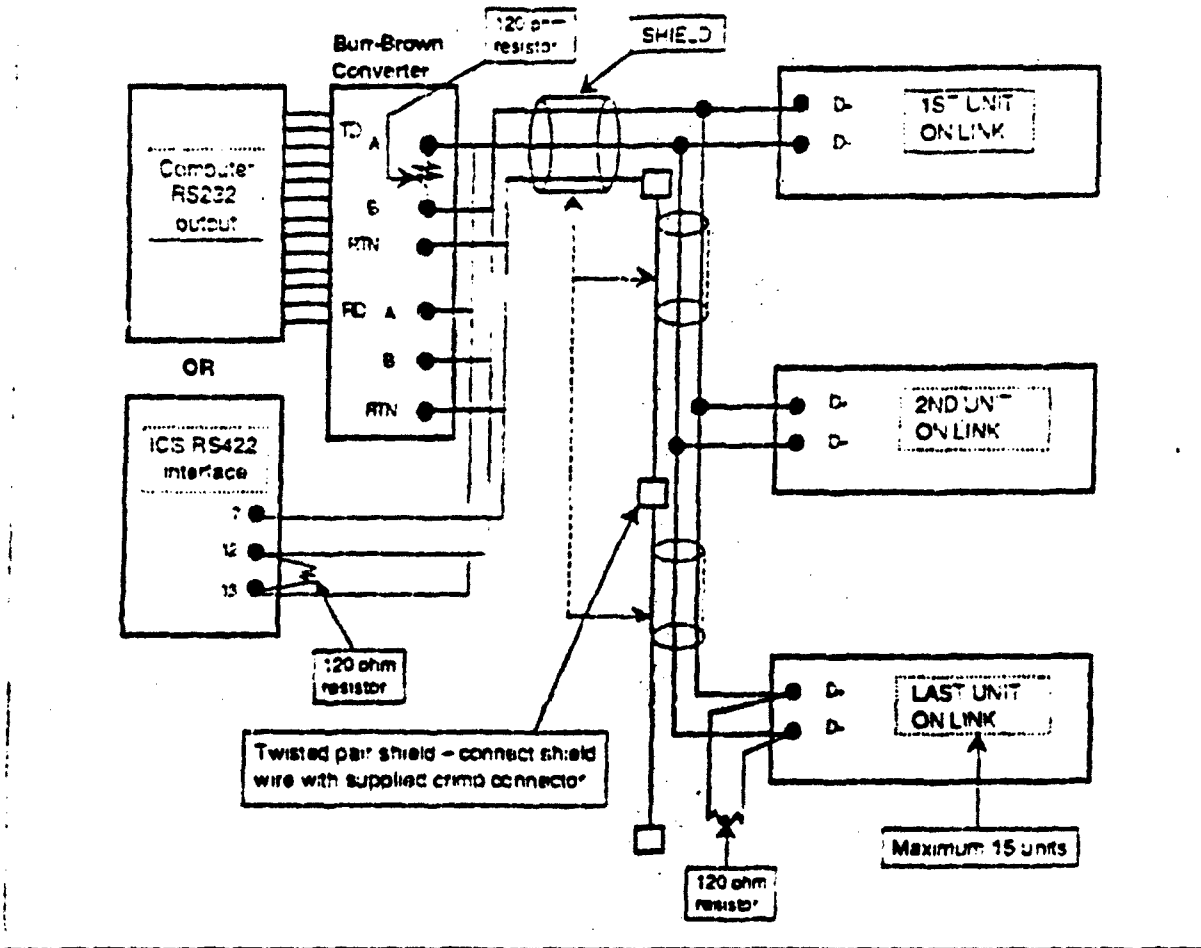 120 ohm
resistor
SHIELD
Burr-Brown
Converter
TD
A
B
RTN
RD A
B
RTN
Computer
RS232
output
OR
ICS RS422
interface
7
12
13
120 ohm
resistor
D+
D-
1ST UNIT
ON LINK
D+
D-
2ND UNIT
ON LINK
D+
D-
LAST UNIT
ON LINK
Twisted pair shield - connect shield
wire with supplied crimp connector
Maximum 15 units
120 ohm
resistor